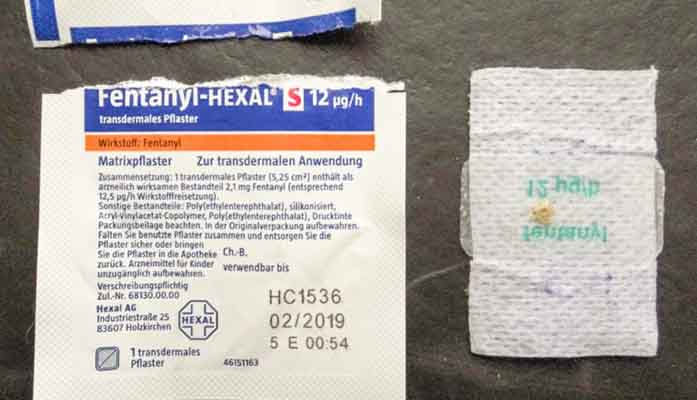 Fentanyl-HEXAL® S 12 µg/h
transdermales Pflaster
Wirkstoff: Fentanyl
Matrixpflaster Zur transdermalen Anwendung
Zusammensetzung: 1 transdermales Pflaster (5,25 cm²) enthält als
arzneilich wirksamen Bestandteil 2,1 mg Fentanyl (entsprechend
12,5 µg/h Wirkstofffreisetzung).
Sonstige Bestandteile: Poly(ethylenterephthalat), silikonisiert,
Acryl-Vinylacetat-Copolymer, Poly(ethylenterephthalat), Drucktinte
Packungsbeilage beachten. In der Originalverpackung aufbewahren.
Falten Sie benutzte Pflaster zusammen und entsorgen Sie die
Pflaster sicher oder bringen
Sie die Pflaster in die Apotheke
zurück. Arzneimittel für Kinder
unzugänglich aufbewahren.
Ch.-B.
verwendbar bis
Verschreibungspflichtig
Zul.-Nr. 68130.00.00
Hexal AG
Industriestraße 25
83607 Holzkirchen
HEXAL
HC1536
02/2019
5 E 00:54
1 transdermales
Pflaster
46151163
12 µg/h
fentanyl